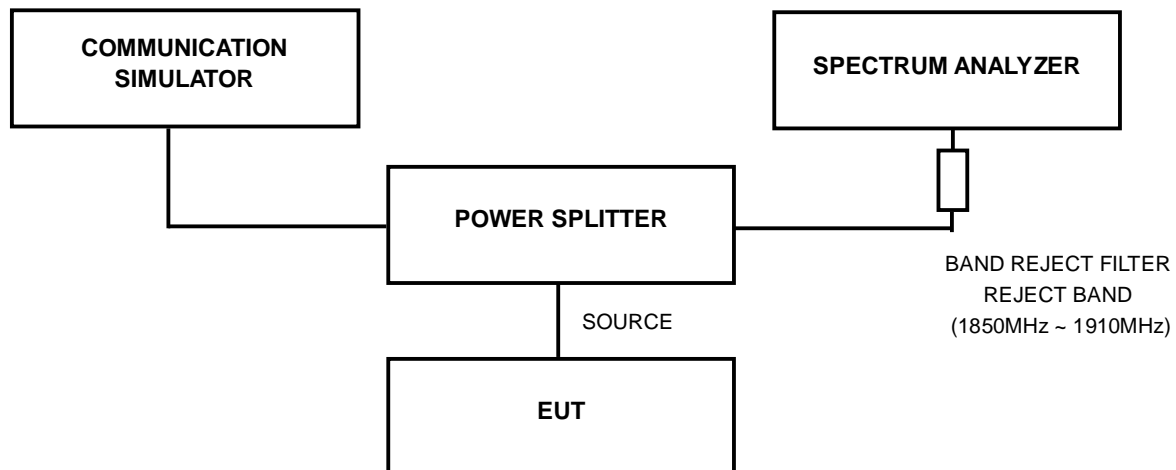 COMMUNICATION
SIMULATOR
SPECTRUM ANALYZER
POWER SPLITTER
BAND REJECT FILTER
REJECT BAND
(1850MHz ~ 1910MHz)
SOURCE
EUT